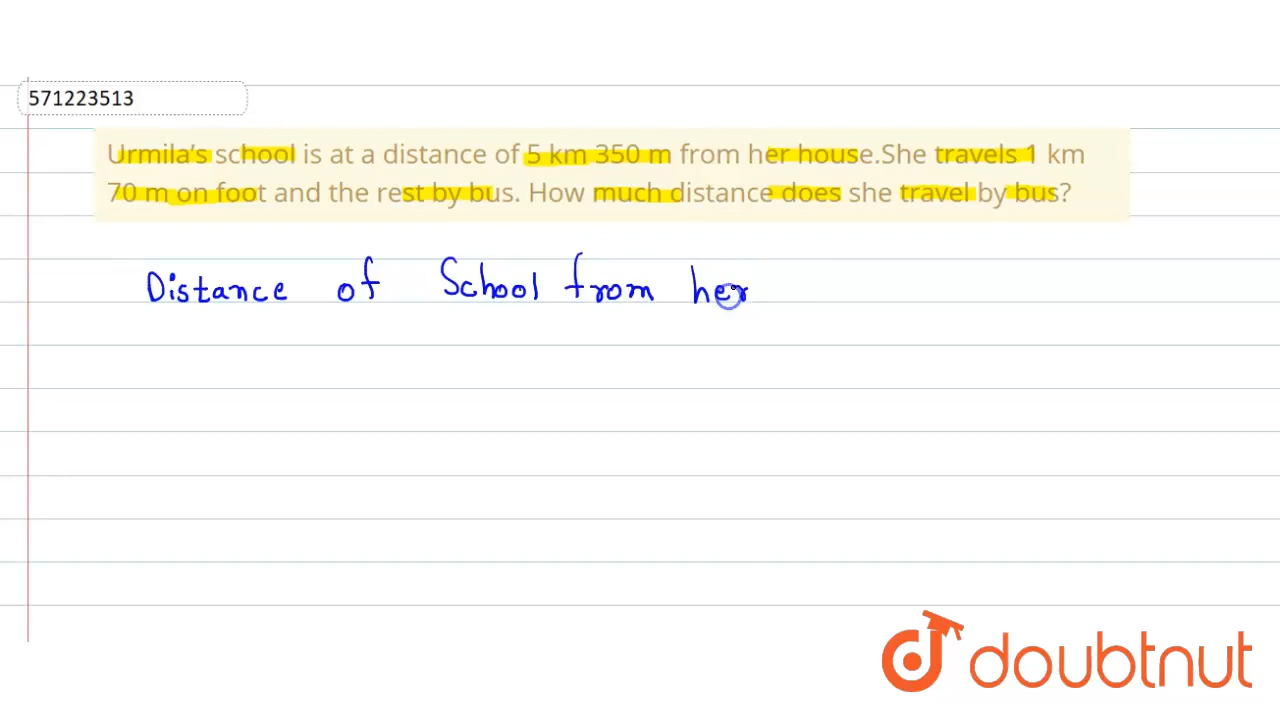 571223513
Urmila’s school is at a distance of 5 km 350 m from her house.She travels 1 km
70 m on foot and the rest by bus. How much distance does she travel by bus?
Distance of School from her
doubtnut